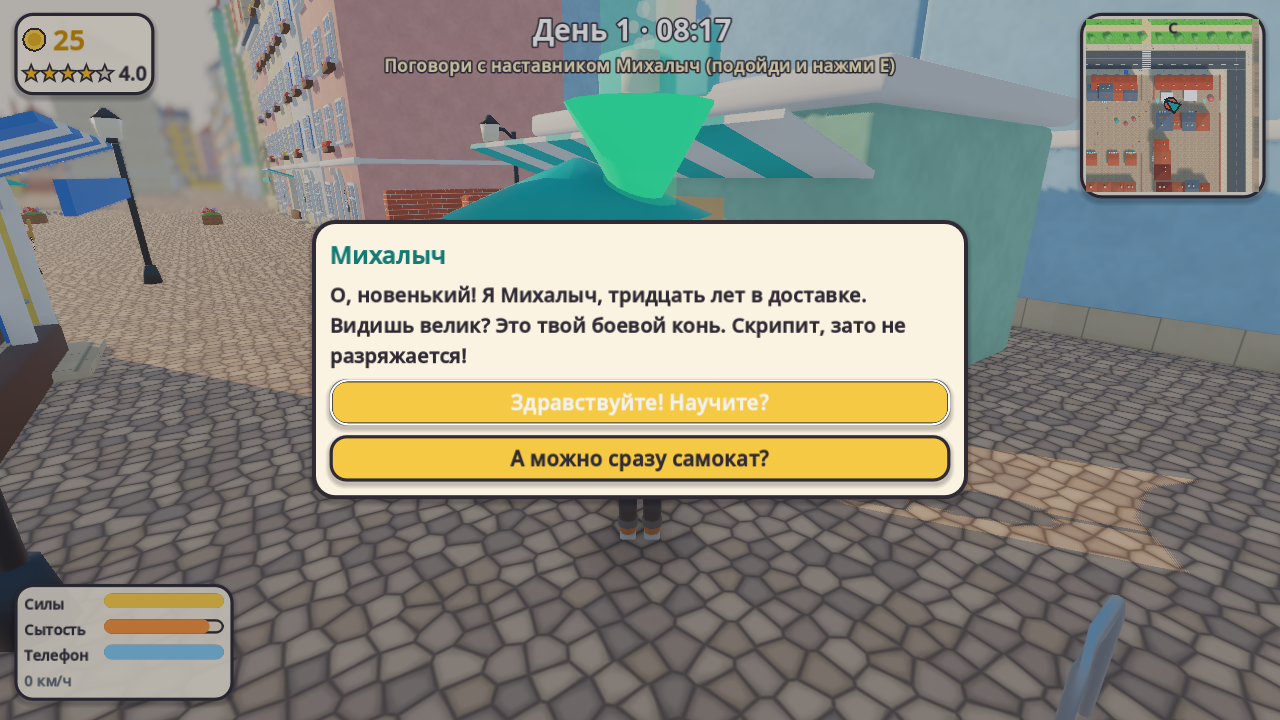 25
4.0
День 1 · 08:17
Поговори с наставником Михалыч (подойди и нажми E)
С
Михалыч
О, новенький! Я Михалыч, тридцать лет в доставке.
Видишь велик? Это твой боевой конь. Скрипит, зато не
разряжается!
Здравствуйте! Научите?
А можно сразу самокат?
Силы
Сытость
Телефон
0 км/ч